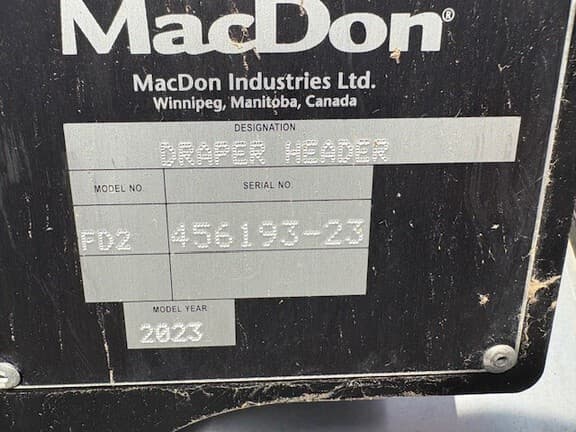 MacDon®
MacDon Industries Ltd.
Winnipeg, Manitoba, Canada
DESIGNATION
DRAPER HEADER
MODEL NO. SERIAL NO.
FD2 456193-23
MODEL YEAR
2023